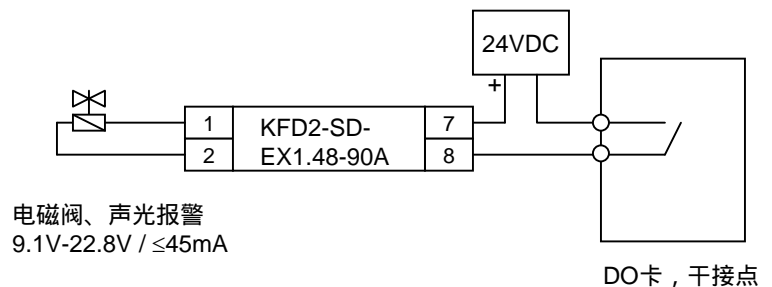 24VDC
+
1
KFD2-SD-
7
2
EX1.48-90A
8
电磁阀、声光报警
9.1V-22.8V / ≤45mA
DO卡，干接点